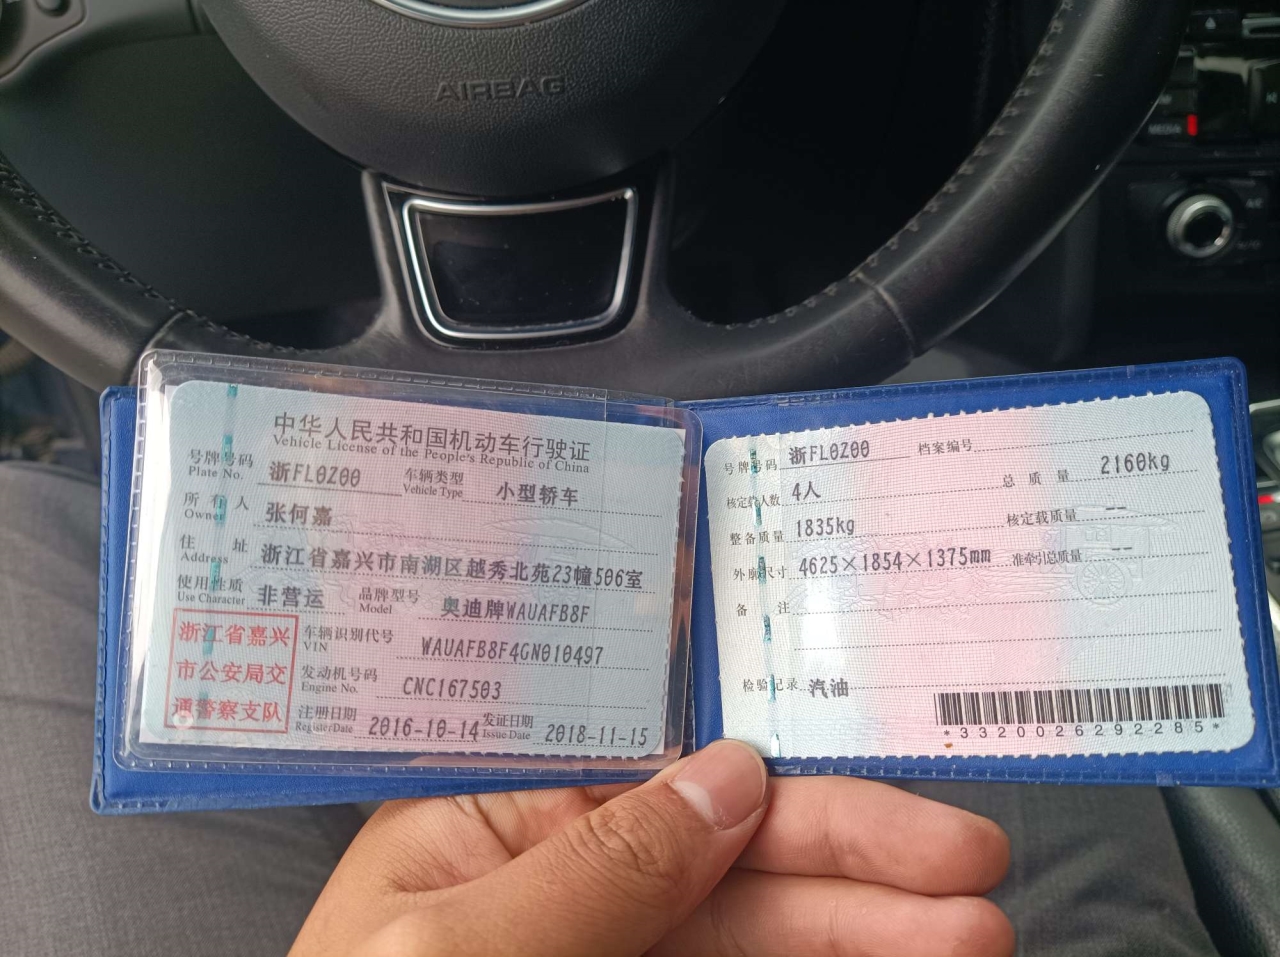 AIRBAG
MEDIA
中华人民共和国机动车行驶证
Vehicle License of the People's Republic of China
号牌号码 浙FL0Z00 车辆类型 小型轿车
Plate No. Vehicle Type
所有人 张何嘉
Owner
住址 浙江省嘉兴市南湖区越秀北苑23幢506室
Address
使用性质 非营运 品牌型号 奥迪牌WAUAFB8F
Use Character Model
浙江省嘉兴
市公安局交
通警察支队
车辆识别代号 WAUAFB8F4GN010497
VIN
发动机号码 CNC167503
Engine No.
注册日期 2016-10-14 发证日期 2018-11-15
Register Date Issue Date
号牌号码 浙FL0Z00 档案编号
核定载人数 4人 总质量 2160kg
整备质量 1835kg 核定载质量 --
外廓尺寸 4625×1854×1375mm 准牵引总质量 --
备注
检验记录 汽油
*3320026292285*